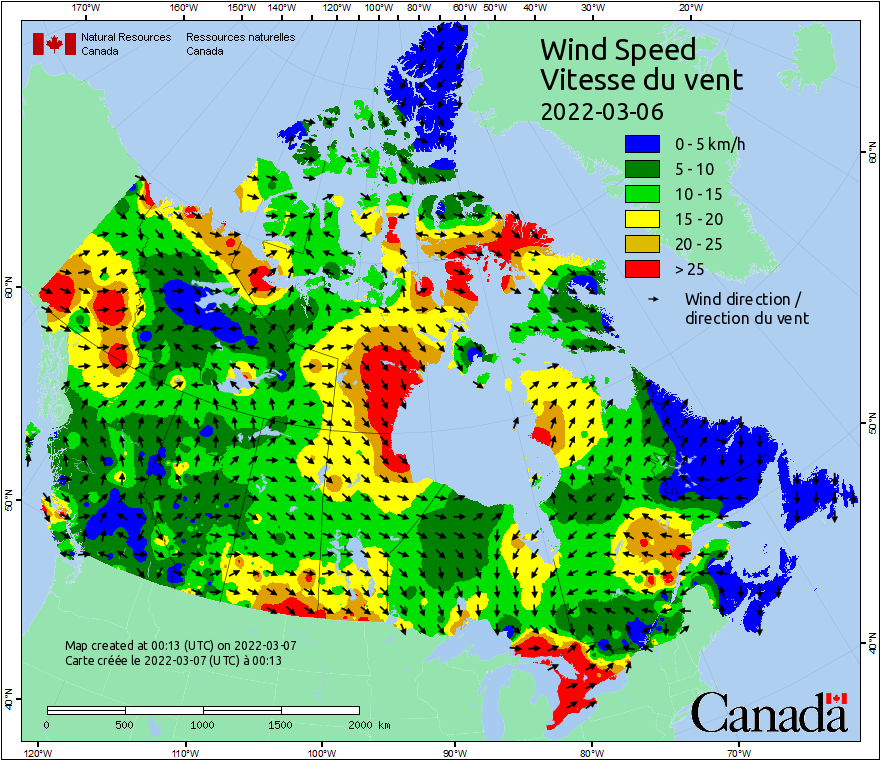 170°W 160°W 150°W 140°W 120°W 100°W 80°W 60°W 50°W 40°W 30°W 20°W
Natural Resources Canada
Ressources naturelles Canada
Wind Speed
Vitesse du vent
2022-03-06
0 - 5 km/h
5 - 10
10 - 15
15 - 20
20 - 25
> 25
Wind direction /
direction du vent
60°N
60°N
50°N
50°N
40°N
40°N
Map created at 00:13 (UTC) on 2022-03-07
Carte créée le 2022-03-07 (UTC) à 00:13
0 500 1000 1500 2000 km
Canada
120°W 110°W 100°W 90°W 80°W 70°W